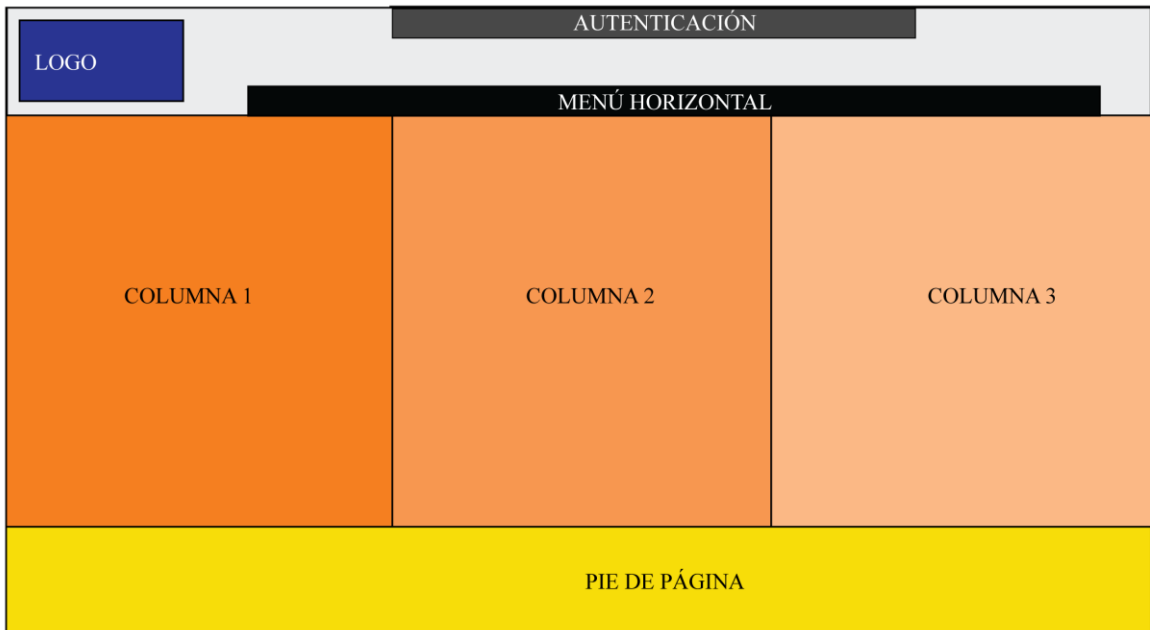 AUTENTICACIÓN
LOGO
MENÚ HORIZONTAL
COLUMNA 1
COLUMNA 2
COLUMNA 3
PIE DE PÁGINA